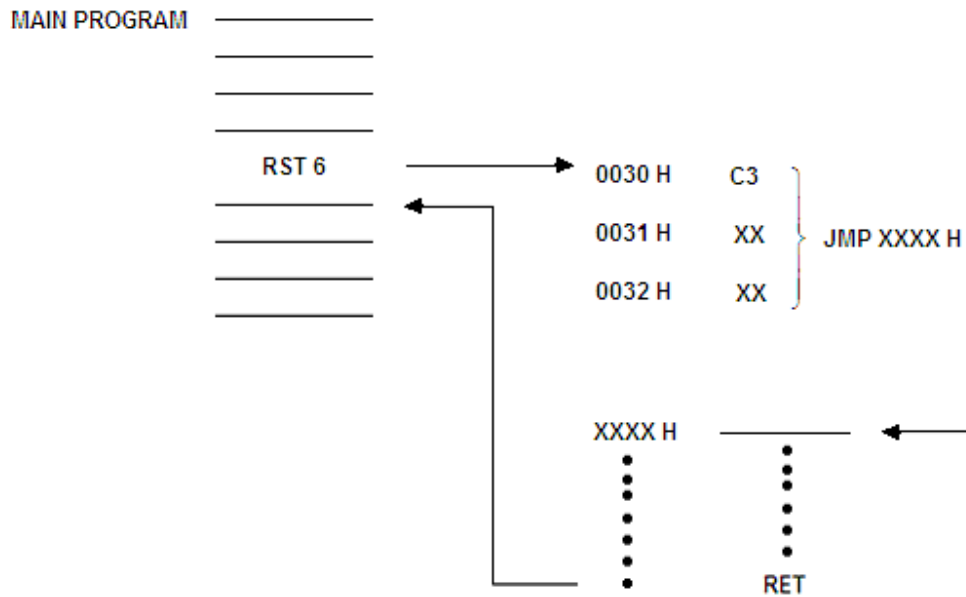 MAIN PROGRAM
RST 6
0030 H C3
0031 H XX
JMP XXXX H
0032 H XX
XXXX H
RET